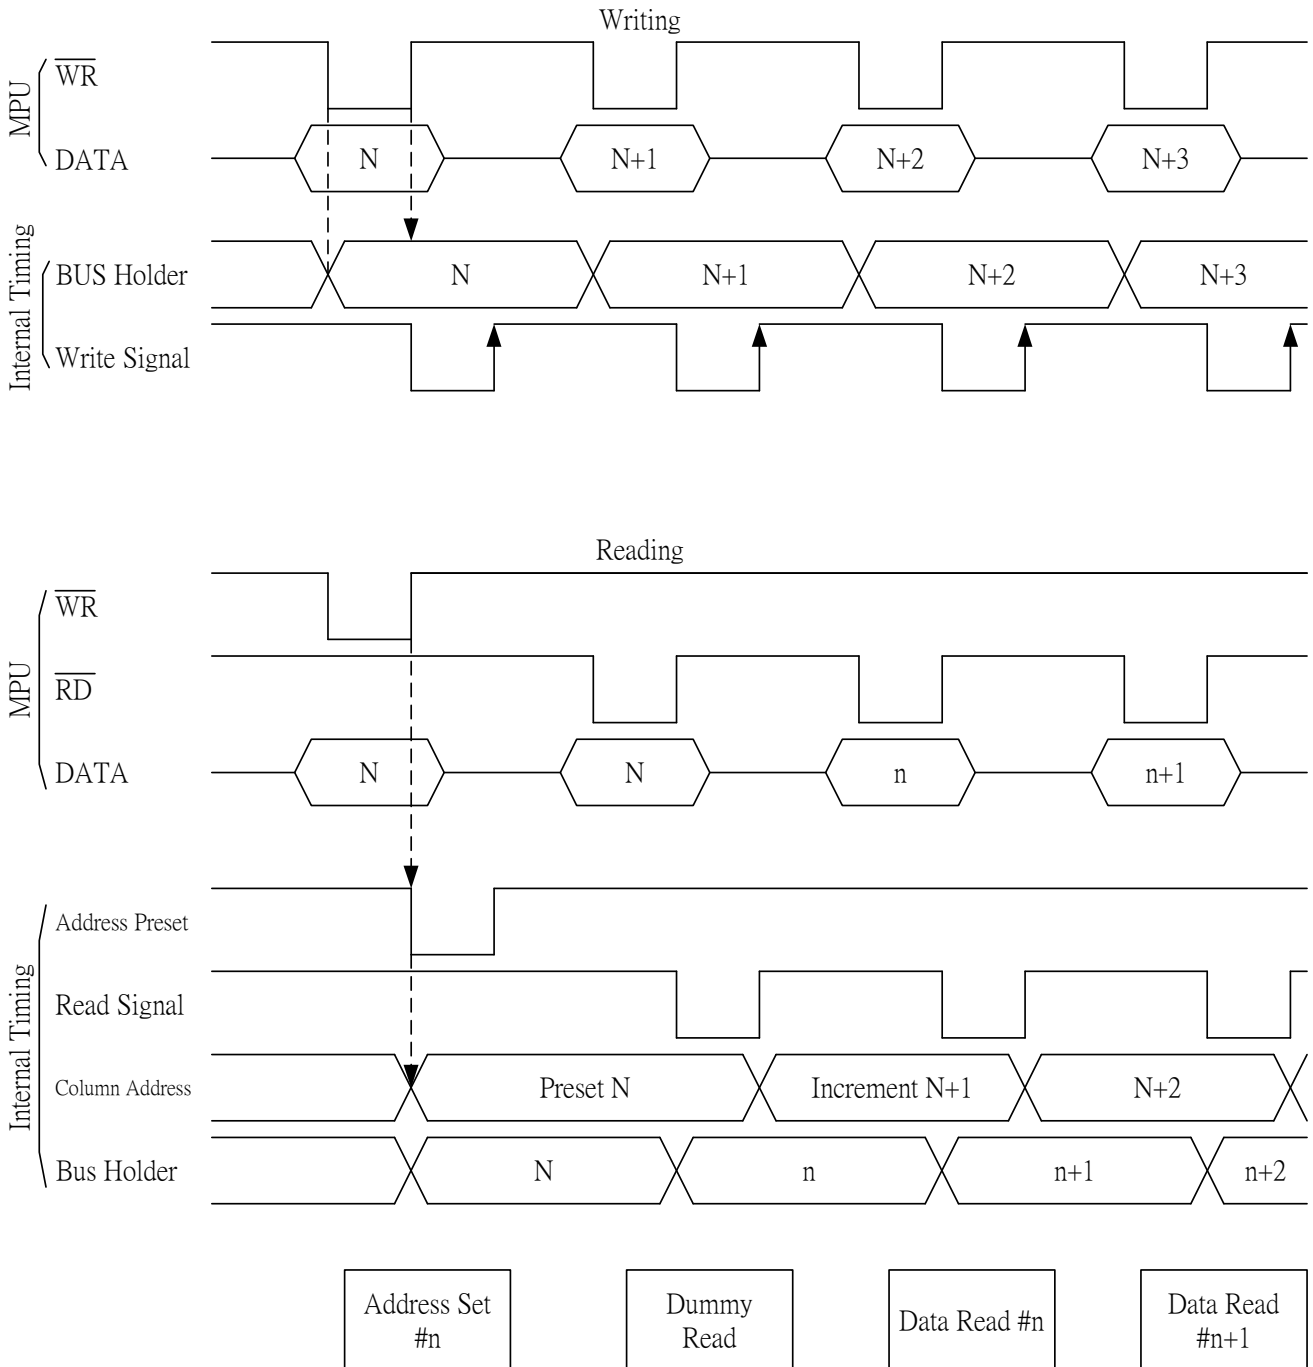 Writing
MPU
WR
DATA
N
N+1
N+2
N+3
Internal Timing
BUS Holder
N
N+1
N+2
N+3
Write Signal
Reading
MPU
WR
RD
DATA
N
N
n
n+1
Internal Timing
Address Preset
Read Signal
Column Address
Preset N
Increment N+1
N+2
Bus Holder
N
n
n+1
n+2
Address Set
#n
Dummy
Read
Data Read #n
Data Read
#n+1